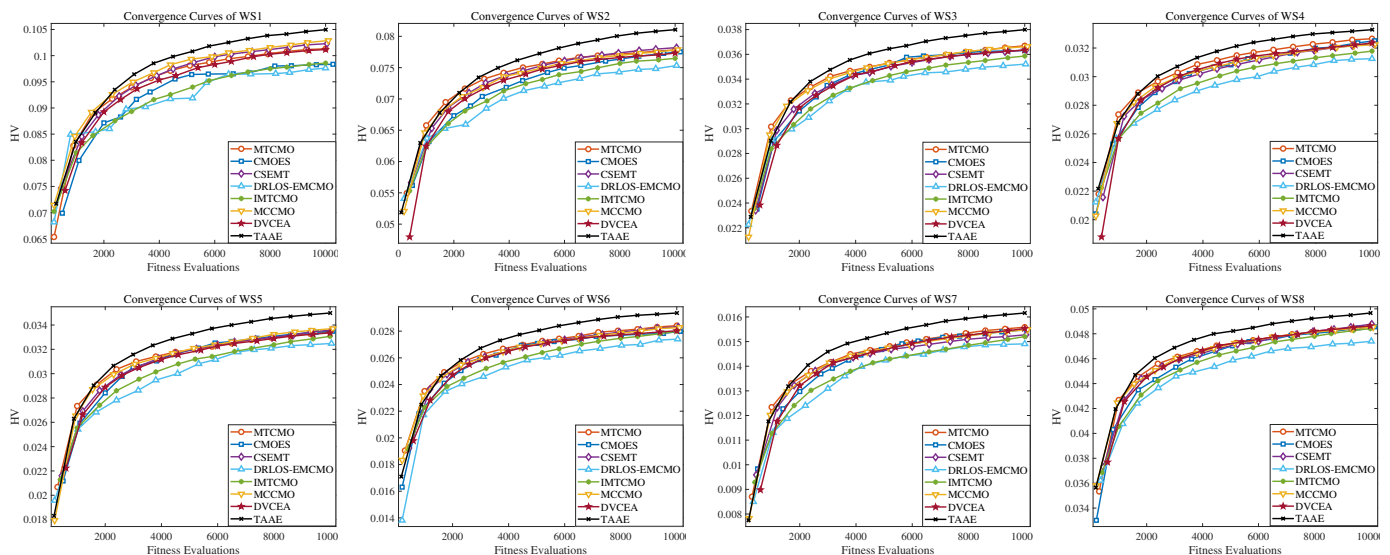 Convergence Curves of WS1
0.105
0.1
0.095
0.09
0.085
0.08
0.075
0.07
0.065
HV
2000
4000
6000
8000
10000
Fitness Evaluations
MTCMO
CMOES
CSEMT
DRLOS-EMCMO
IMTCMO
MCCMO
DVCEA
TAAE
Convergence Curves of WS2
0.08
0.075
0.07
0.065
0.06
0.055
0.05
HV
0
2000
4000
6000
8000
10000
Fitness Evaluations
MTCMO
CMOES
CSEMT
DRLOS-EMCMO
IMTCMO
MCCMO
DVCEA
TAAE
Convergence Curves of WS3
0.038
0.036
0.034
0.032
0.03
0.028
0.026
0.024
0.022
HV
2000
4000
6000
8000
10000
Fitness Evaluations
MTCMO
CMOES
CSEMT
DRLOS-EMCMO
IMTCMO
MCCMO
DVCEA
TAAE
Convergence Curves of WS4
0.032
0.03
0.028
0.026
0.024
0.022
0.02
HV
2000
4000
6000
8000
10000
Fitness Evaluations
MTCMO
CMOES
CSEMT
DRLOS-EMCMO
IMTCMO
MCCMO
DVCEA
TAAE
Convergence Curves of WS5
0.034
0.032
0.03
0.028
0.026
0.024
0.022
0.02
0.018
HV
2000
4000
6000
8000
10000
Fitness Evaluations
MTCMO
CMOES
CSEMT
DRLOS-EMCMO
IMTCMO
MCCMO
DVCEA
TAAE
Convergence Curves of WS6
0.028
0.026
0.024
0.022
0.02
0.018
0.016
0.014
HV
2000
4000
6000
8000
10000
Fitness Evaluations
MTCMO
CMOES
CSEMT
DRLOS-EMCMO
IMTCMO
MCCMO
DVCEA
TAAE
Convergence Curves of WS7
0.016
0.015
0.014
0.013
0.012
0.011
0.01
0.009
0.008
HV
2000
4000
6000
8000
10000
Fitness Evaluations
MTCMO
CMOES
CSEMT
DRLOS-EMCMO
IMTCMO
MCCMO
DVCEA
TAAE
Convergence Curves of WS8
0.05
0.048
0.046
0.044
0.042
0.04
0.038
0.036
0.034
HV
2000
4000
6000
8000
10000
Fitness Evaluations
MTCMO
CMOES
CSEMT
DRLOS-EMCMO
IMTCMO
MCCMO
DVCEA
TAAE